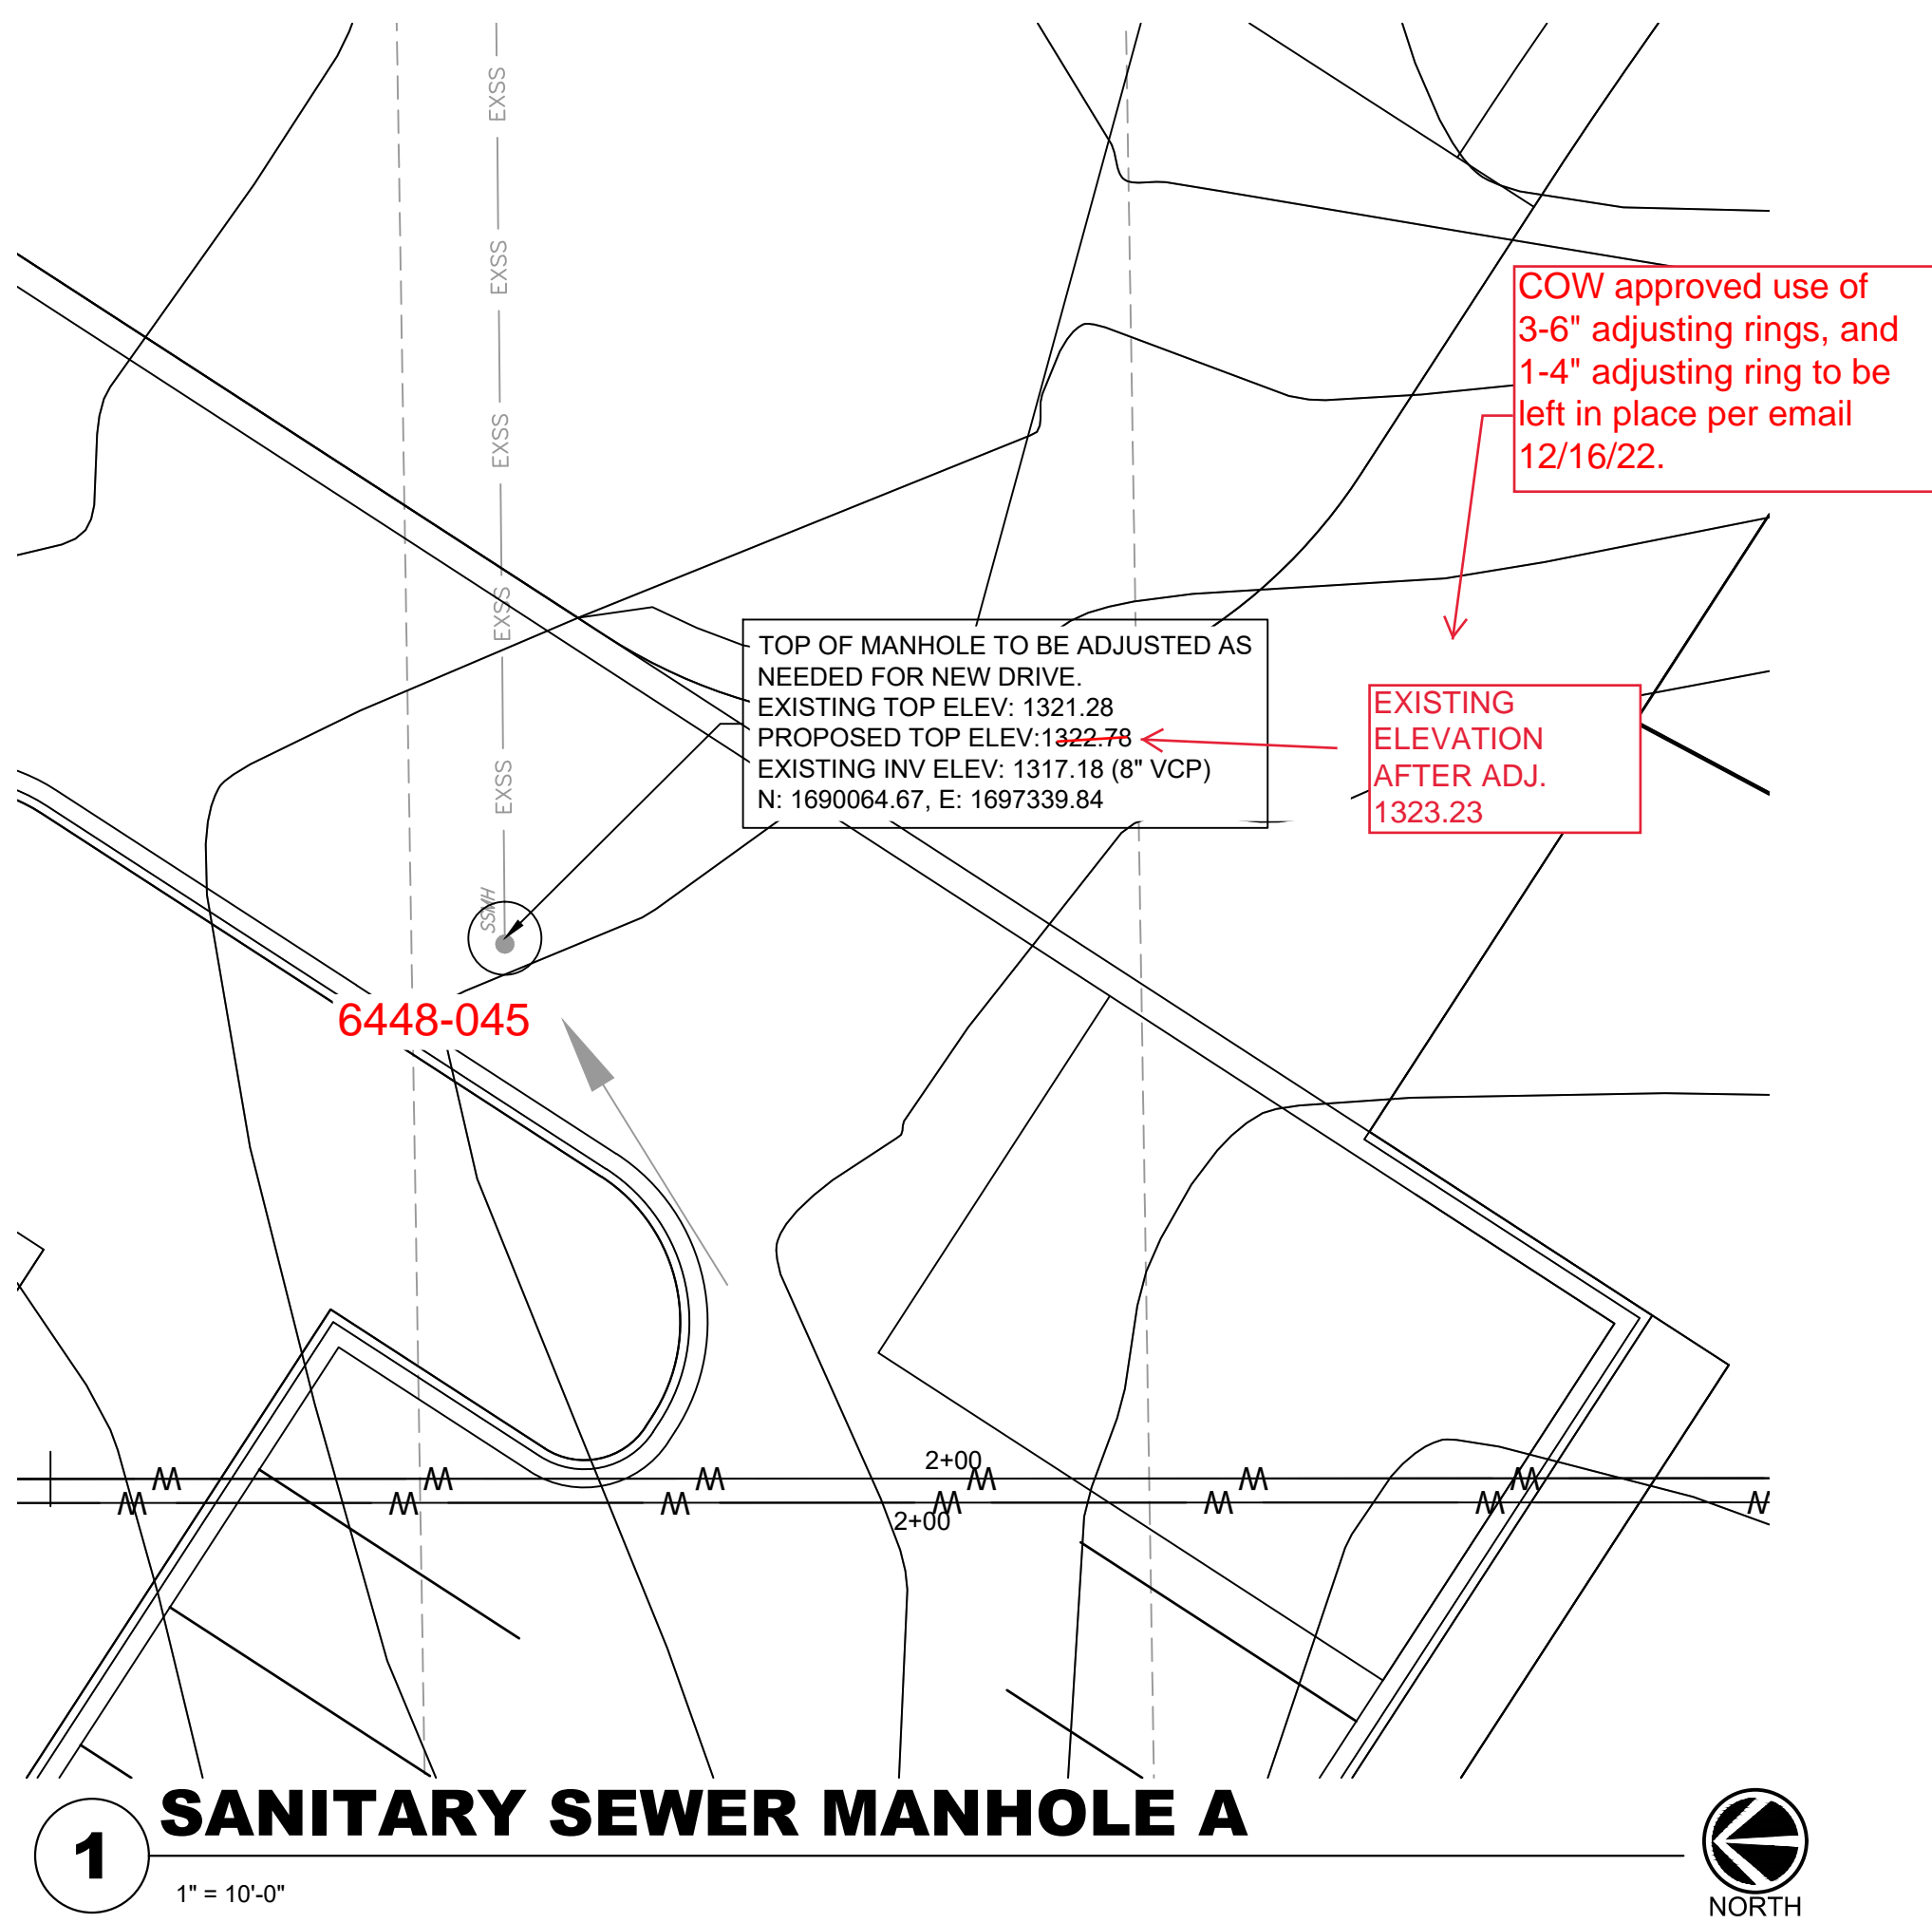 EXSS
EXSS
EXSS
EXSS
EXSS
COW approved use of
3-6" adjusting rings, and
1-4" adjusting ring to be
left in place per email
12/16/22.
TOP OF MANHOLE TO BE ADJUSTED AS
NEEDED FOR NEW DRIVE.
EXISTING TOP ELEV: 1321.28
PROPOSED TOP ELEV:1322.78
EXISTING INV ELEV: 1317.18 (8" VCP)
N: 1690064.67, E: 1697339.84
EXISTING
ELEVATION
AFTER ADJ.
1323.23
SSMH
6448-045
2+00
2+00
SANITARY SEWER MANHOLE A
1
1" = 10'-0"
NORTH